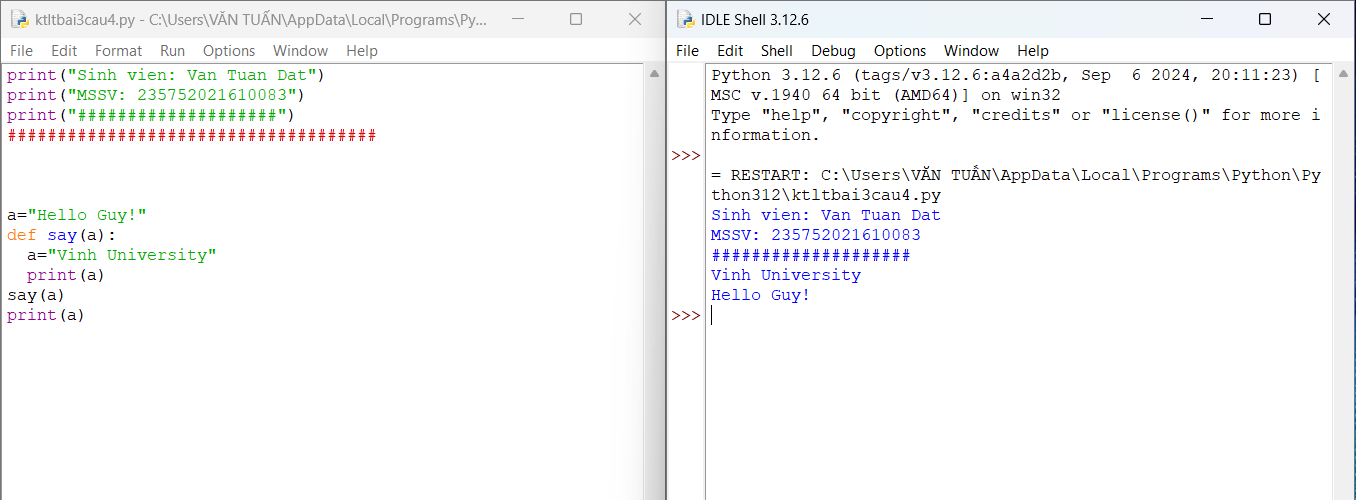 ktltbai3cau4.py - C:\Users\VĂN TUẤN\AppData\Local\Programs\Py...
File Edit Format Run Options Window Help
print("Sinh vien: Van Tuan Dat")
print("MSSV: 235752021610083")
print("####################")
#####################################
a="Hello Guy!"
def say(a):
  a="Vinh University"
  print(a)
say(a)
print(a)
IDLE Shell 3.12.6
File Edit Shell Debug Options Window Help
Python 3.12.6 (tags/v3.12.6:a4a2d2b, Sep  6 2024, 20:11:23) [
MSC v.1940 64 bit (AMD64)] on win32
Type "help", "copyright", "credits" or "license()" for more i
nformation.
>>>
= RESTART: C:\Users\VĂN TUẤN\AppData\Local\Programs\Python\Py
thon312\ktltbai3cau4.py
Sinh vien: Van Tuan Dat
MSSV: 235752021610083
####################
Vinh University
Hello Guy!
>>>